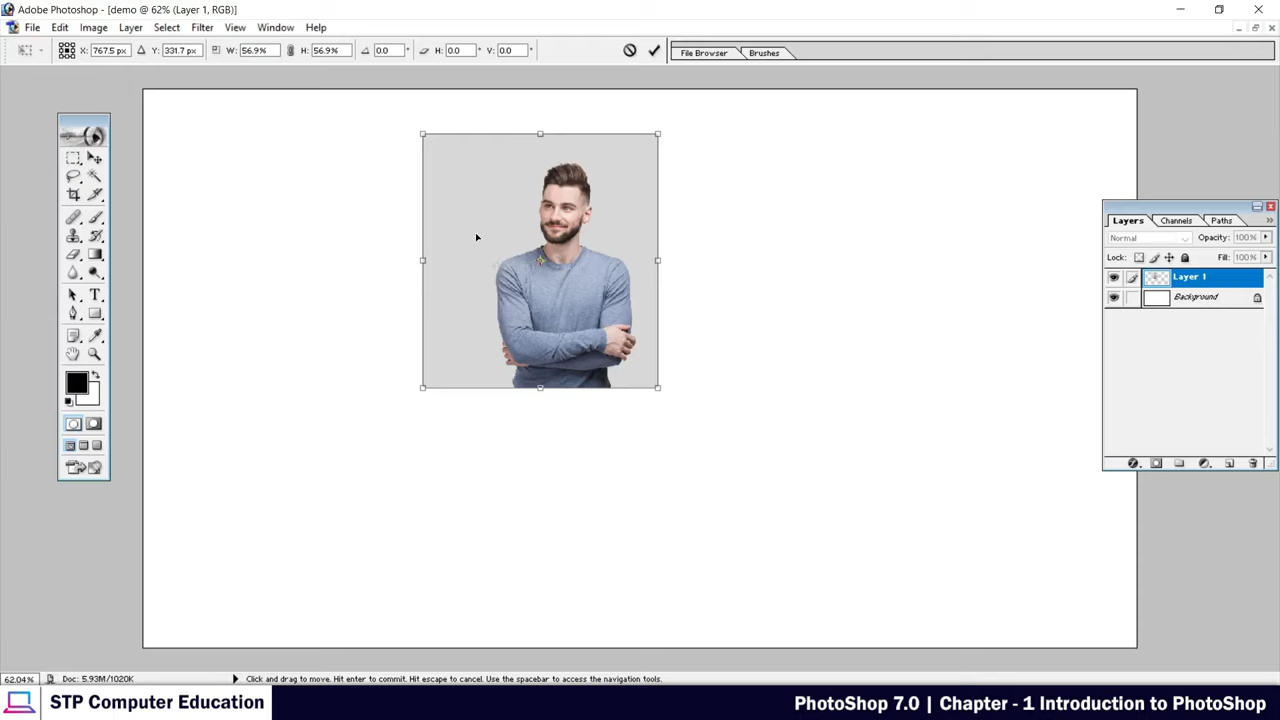 Adobe Photoshop - [demo @ 62% (Layer 1, RGB)]
File Edit Image Layer Select Filter View Window Help
X: 767.5 px Y: 331.7 px W: 56.9% H: 56.9% 0.0 ° H: 0.0 V: 0.0 ° File Browser Brushes
Layers Channels Paths
Normal Opacity: 100%
Lock: Fill: 100%
Layer 1
Background
62.04% Doc: 5.93M/1020K Click and drag to move. Hit enter to commit. Hit escape to cancel. Use the spacebar to access the navigation tools.
STP Computer Education PhotoShop 7.0 | Chapter - 1 Introduction to PhotoShop